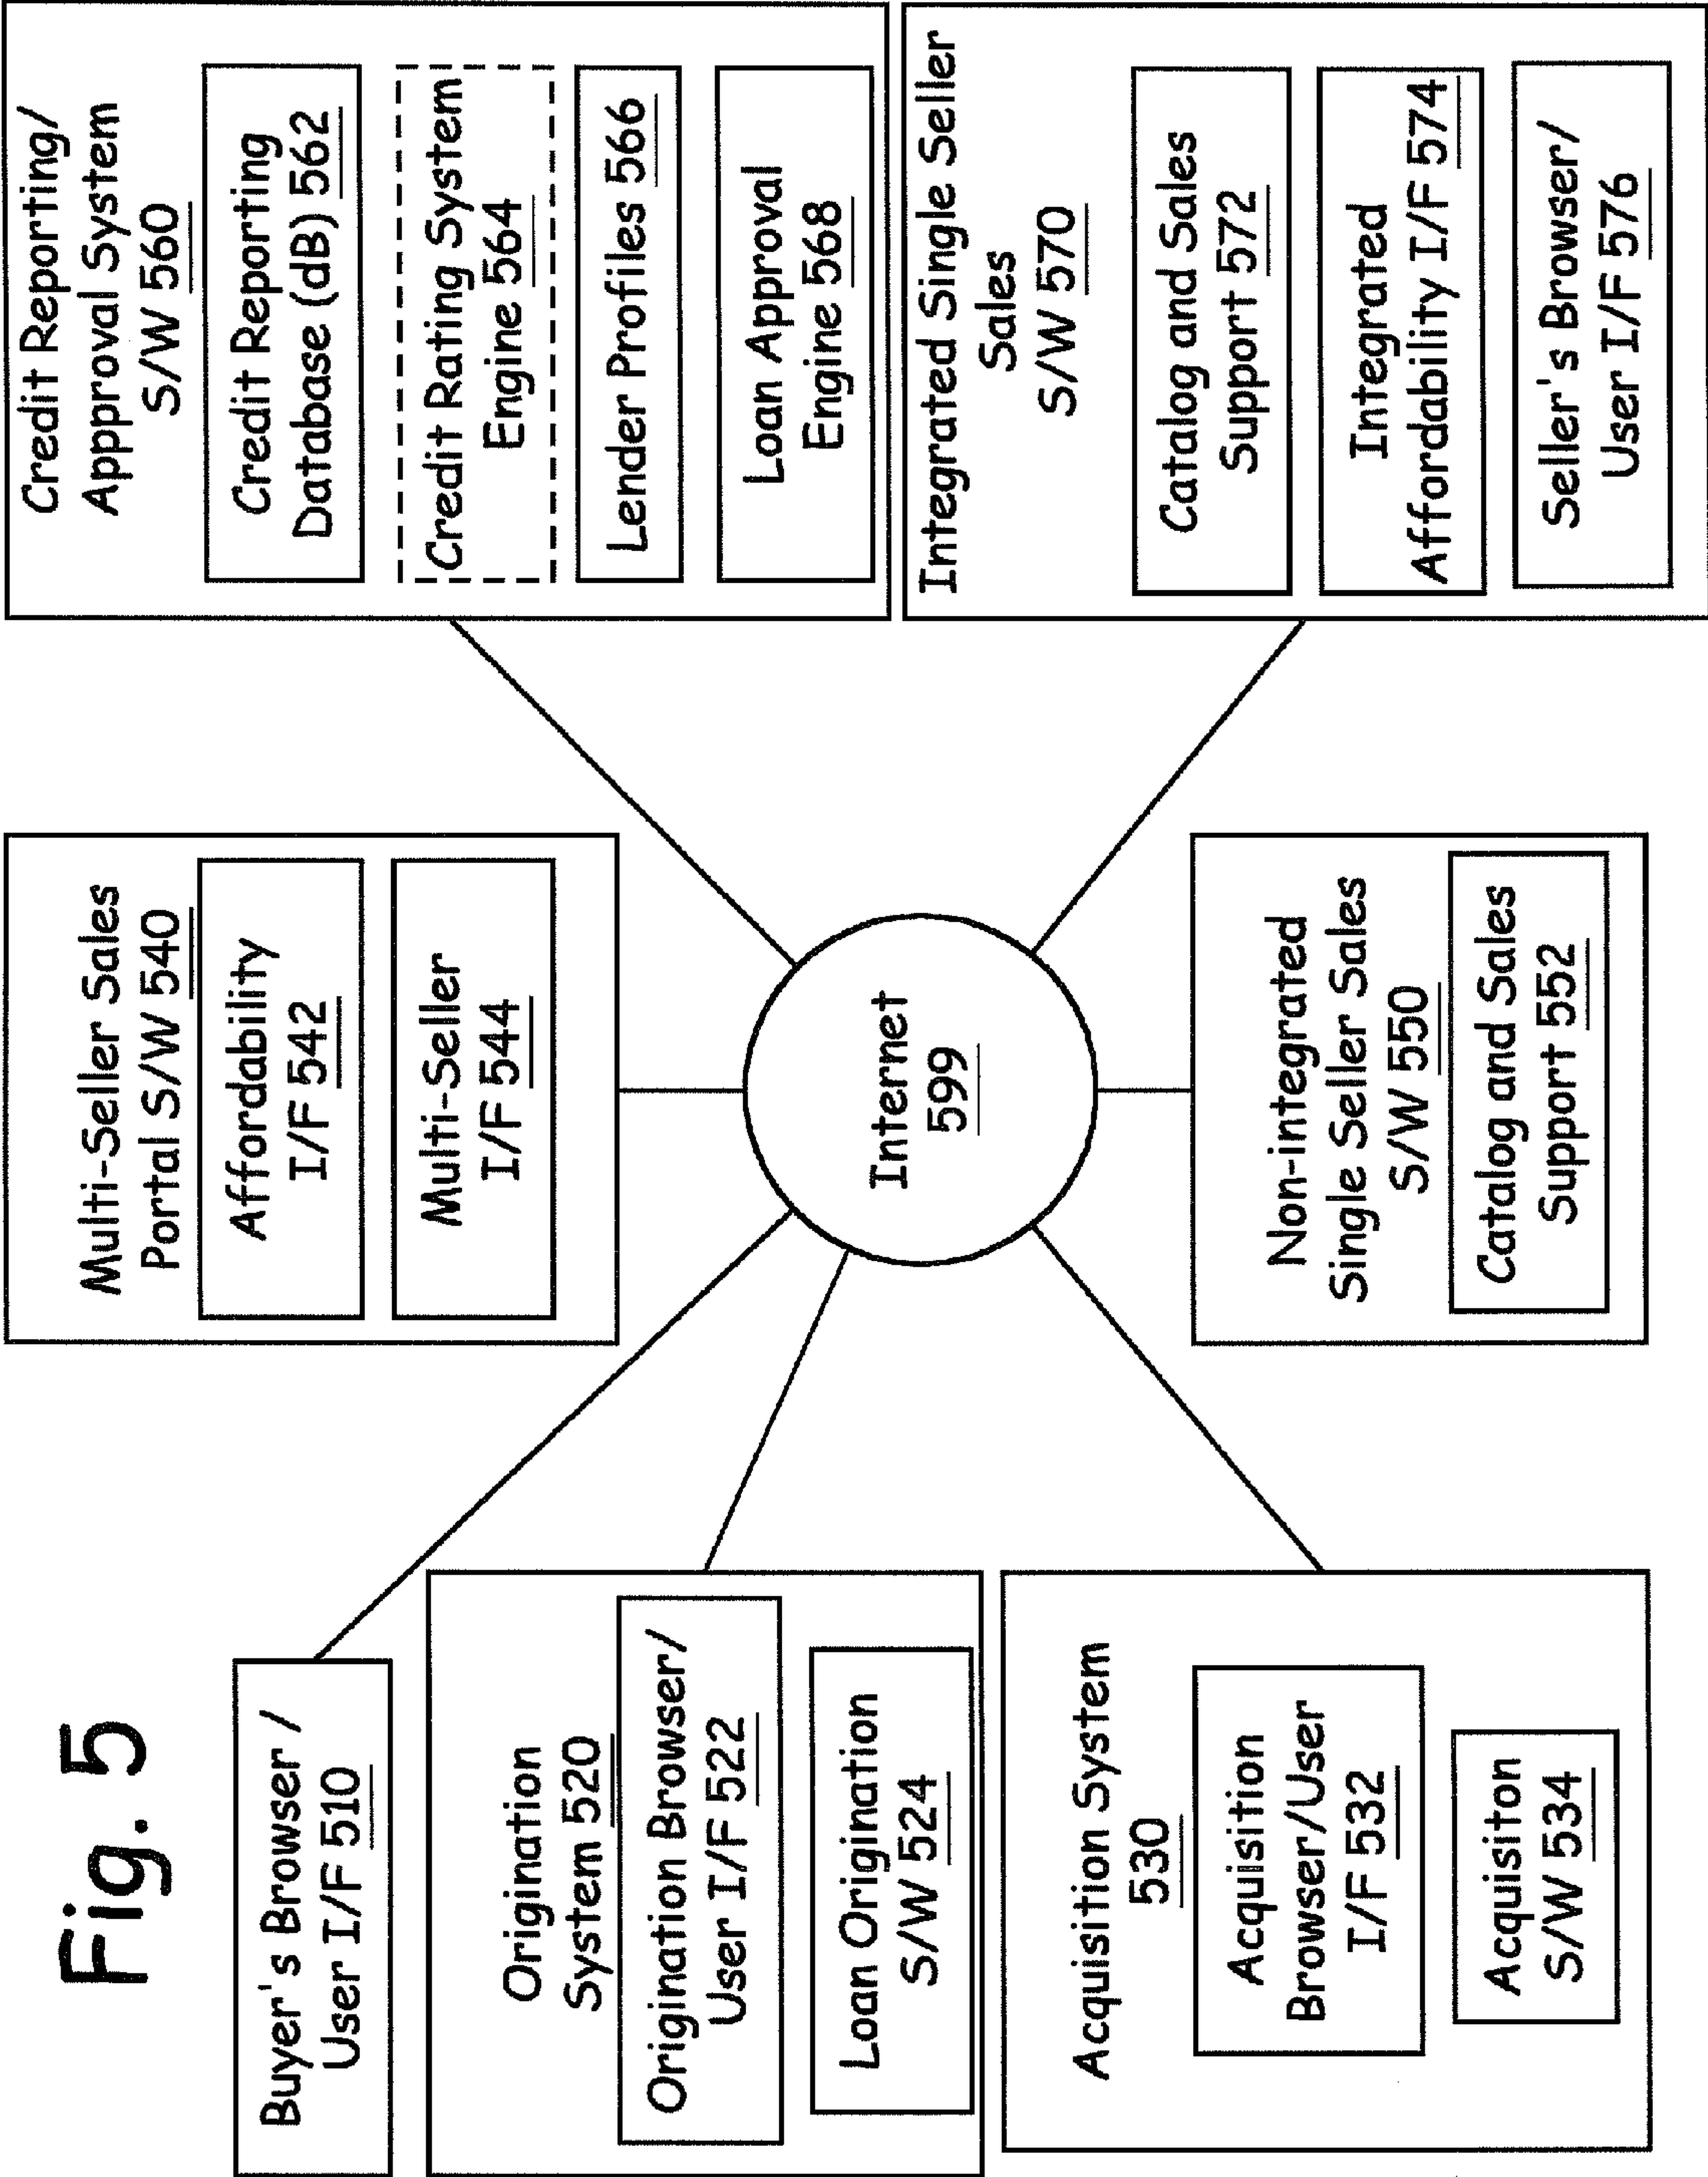 Fig. 5
Buyer's Browser /
User I/F 510
Origination
System 520
Origination Browser/
User I/F 522
Loan Origination
S/W 524
Acquisition System
530
Acquisition
Browser/User
I/F 532
Acquisiton
S/W 534
Multi-Seller Sales
Portal S/W 540
Affordability
I/F 542
Multi-Seller
I/F 544
Internet
599
Non-integrated
Single Seller Sales
S/W 550
Catalog and Sales
Support 552
Credit Reporting/
Approval System
S/W 560
Credit Reporting
Database (dB) 562
Credit Rating System
Engine 564
Lender Profiles 566
Loan Approval
Engine 568
Integrated Single Seller
Sales
S/W 570
Catalog and Sales
Support 572
Integrated
Affordability I/F 574
Seller's Browser/
User I/F 576